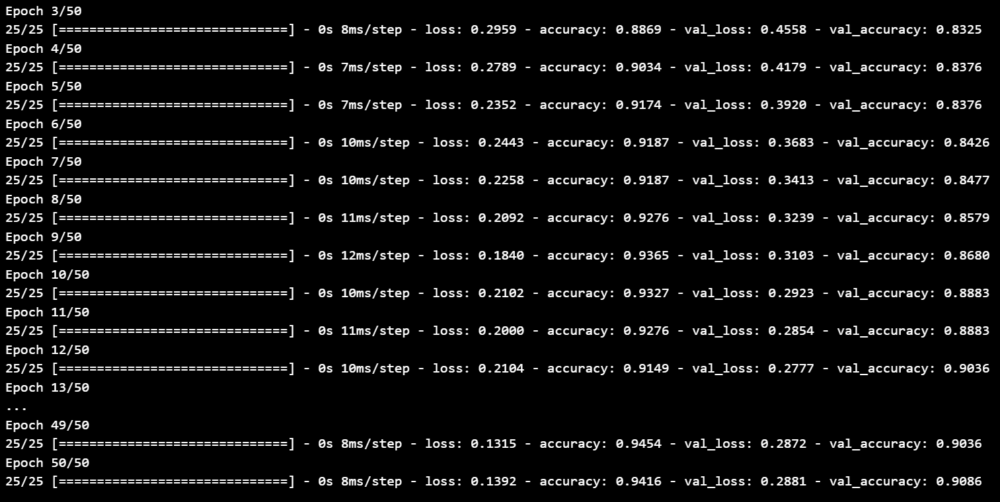 Epoch 3/50
25/25 [==============================] - 0s 8ms/step - loss: 0.2959 - accuracy: 0.8869 - val_loss: 0.4558 - val_accuracy: 0.8325
Epoch 4/50
25/25 [==============================] - 0s 7ms/step - loss: 0.2789 - accuracy: 0.9034 - val_loss: 0.4179 - val_accuracy: 0.8376
Epoch 5/50
25/25 [==============================] - 0s 7ms/step - loss: 0.2352 - accuracy: 0.9174 - val_loss: 0.3920 - val_accuracy: 0.8376
Epoch 6/50
25/25 [==============================] - 0s 10ms/step - loss: 0.2443 - accuracy: 0.9187 - val_loss: 0.3683 - val_accuracy: 0.8426
Epoch 7/50
25/25 [==============================] - 0s 10ms/step - loss: 0.2258 - accuracy: 0.9187 - val_loss: 0.3413 - val_accuracy: 0.8477
Epoch 8/50
25/25 [==============================] - 0s 11ms/step - loss: 0.2092 - accuracy: 0.9276 - val_loss: 0.3239 - val_accuracy: 0.8579
Epoch 9/50
25/25 [==============================] - 0s 12ms/step - loss: 0.1840 - accuracy: 0.9365 - val_loss: 0.3103 - val_accuracy: 0.8680
Epoch 10/50
25/25 [==============================] - 0s 10ms/step - loss: 0.2102 - accuracy: 0.9327 - val_loss: 0.2923 - val_accuracy: 0.8883
Epoch 11/50
25/25 [==============================] - 0s 11ms/step - loss: 0.2000 - accuracy: 0.9276 - val_loss: 0.2854 - val_accuracy: 0.8883
Epoch 12/50
25/25 [==============================] - 0s 10ms/step - loss: 0.2104 - accuracy: 0.9149 - val_loss: 0.2777 - val_accuracy: 0.9036
Epoch 13/50
...
Epoch 49/50
25/25 [==============================] - 0s 8ms/step - loss: 0.1315 - accuracy: 0.9454 - val_loss: 0.2872 - val_accuracy: 0.9036
Epoch 50/50
25/25 [==============================] - 0s 8ms/step - loss: 0.1392 - accuracy: 0.9416 - val_loss: 0.2881 - val_accuracy: 0.9086